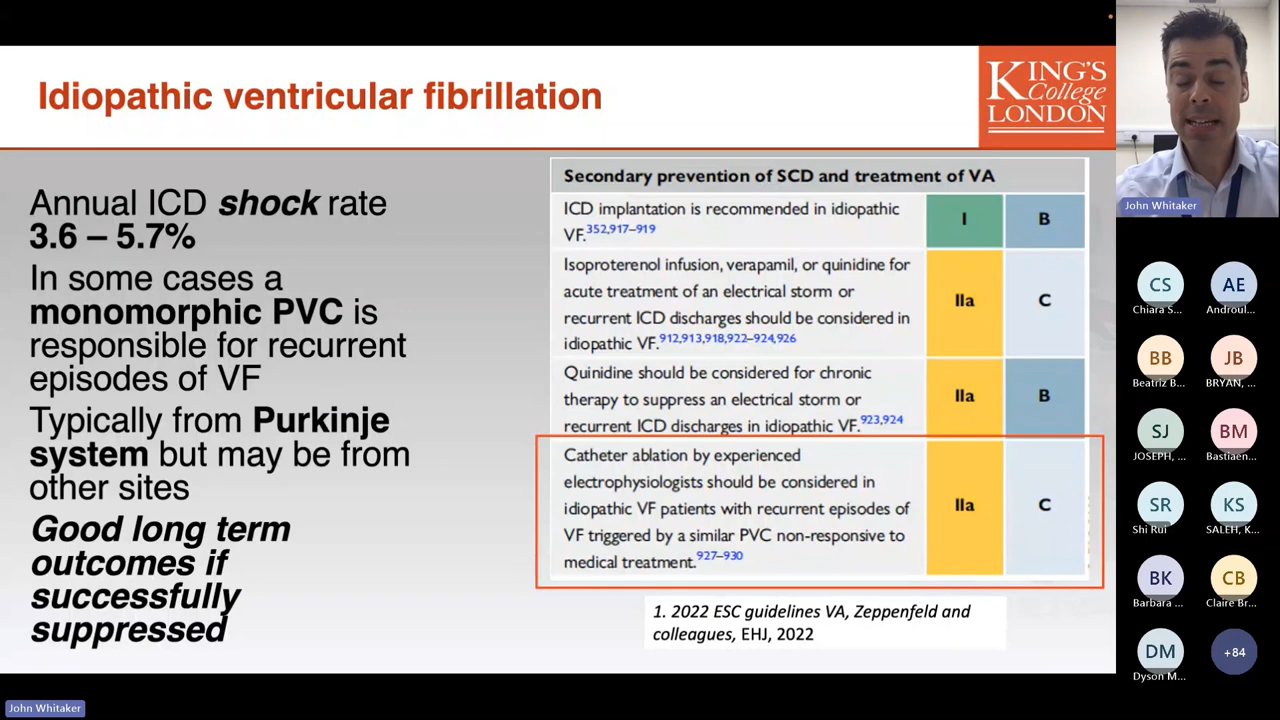 Idiopathic ventricular fibrillation
KING'S
College
LONDON
Annual ICD shock rate
3.6 – 5.7%
In some cases a
monomorphic PVC is
responsible for recurrent
episodes of VF
Typically from Purkinje
system but may be from
other sites
Good long term
outcomes if
successfully
suppressed
Secondary prevention of SCD and treatment of VA
ICD implantation is recommended in idiopathic
VF.352,917–919
I
B
Isoproterenol infusion, verapamil, or quinidine for
acute treatment of an electrical storm or
recurrent ICD discharges should be considered in
idiopathic VF.912,913,918,922–924,926
IIa
C
Quinidine should be considered for chronic
therapy to suppress an electrical storm or
recurrent ICD discharges in idiopathic VF.923,924
IIa
B
Catheter ablation by experienced
electrophysiologists should be considered in
idiopathic VF patients with recurrent episodes of
VF triggered by a similar PVC non-responsive to
medical treatment.927–930
IIa
C
1. 2022 ESC guidelines VA, Zeppenfeld and
colleagues, EHJ, 2022
John Whitaker
CS
Chiara S...
AE
Androul...
BB
Beatriz B...
JB
BRYAN, ...
SJ
JOSEPH, ...
BM
Bastiaen...
SR
Shi Rui
KS
SALEH, K...
BK
Barbara ...
CB
Claire Br...
DM
Dyson M...
+84
John Whitaker